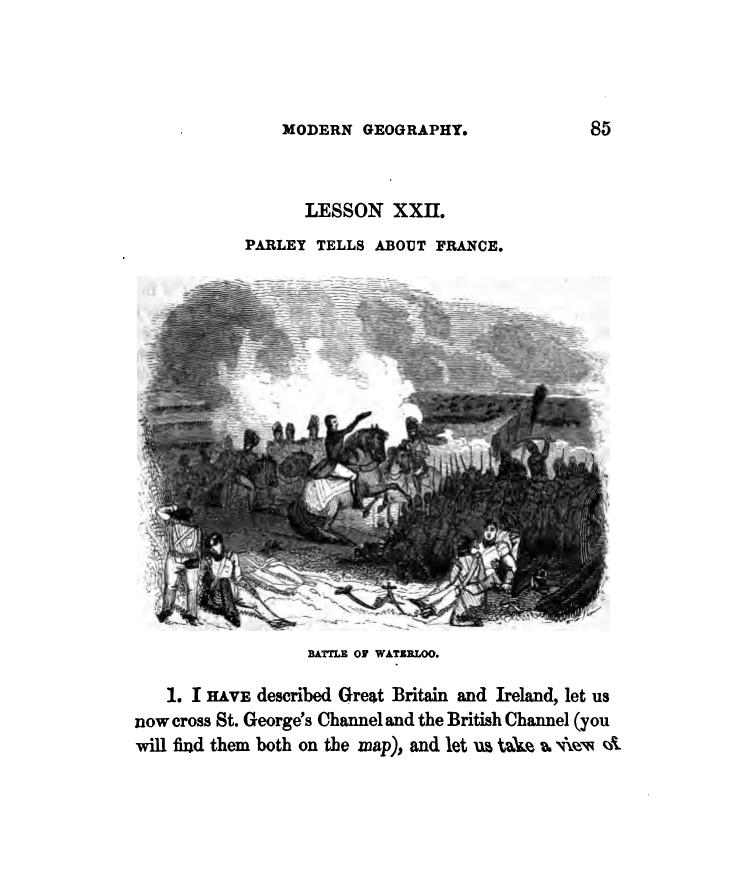 MODERN GEOGRAPHY. 85
LESSON XXII.
PARLEY TELLS ABOUT FRANCE.
BATTLE OF WATERLOO.
1. I HAVE described Great Britain and Ireland, let us
now cross St. George's Channel and the British Channel (you
will find them both on the map), and let us take a view of